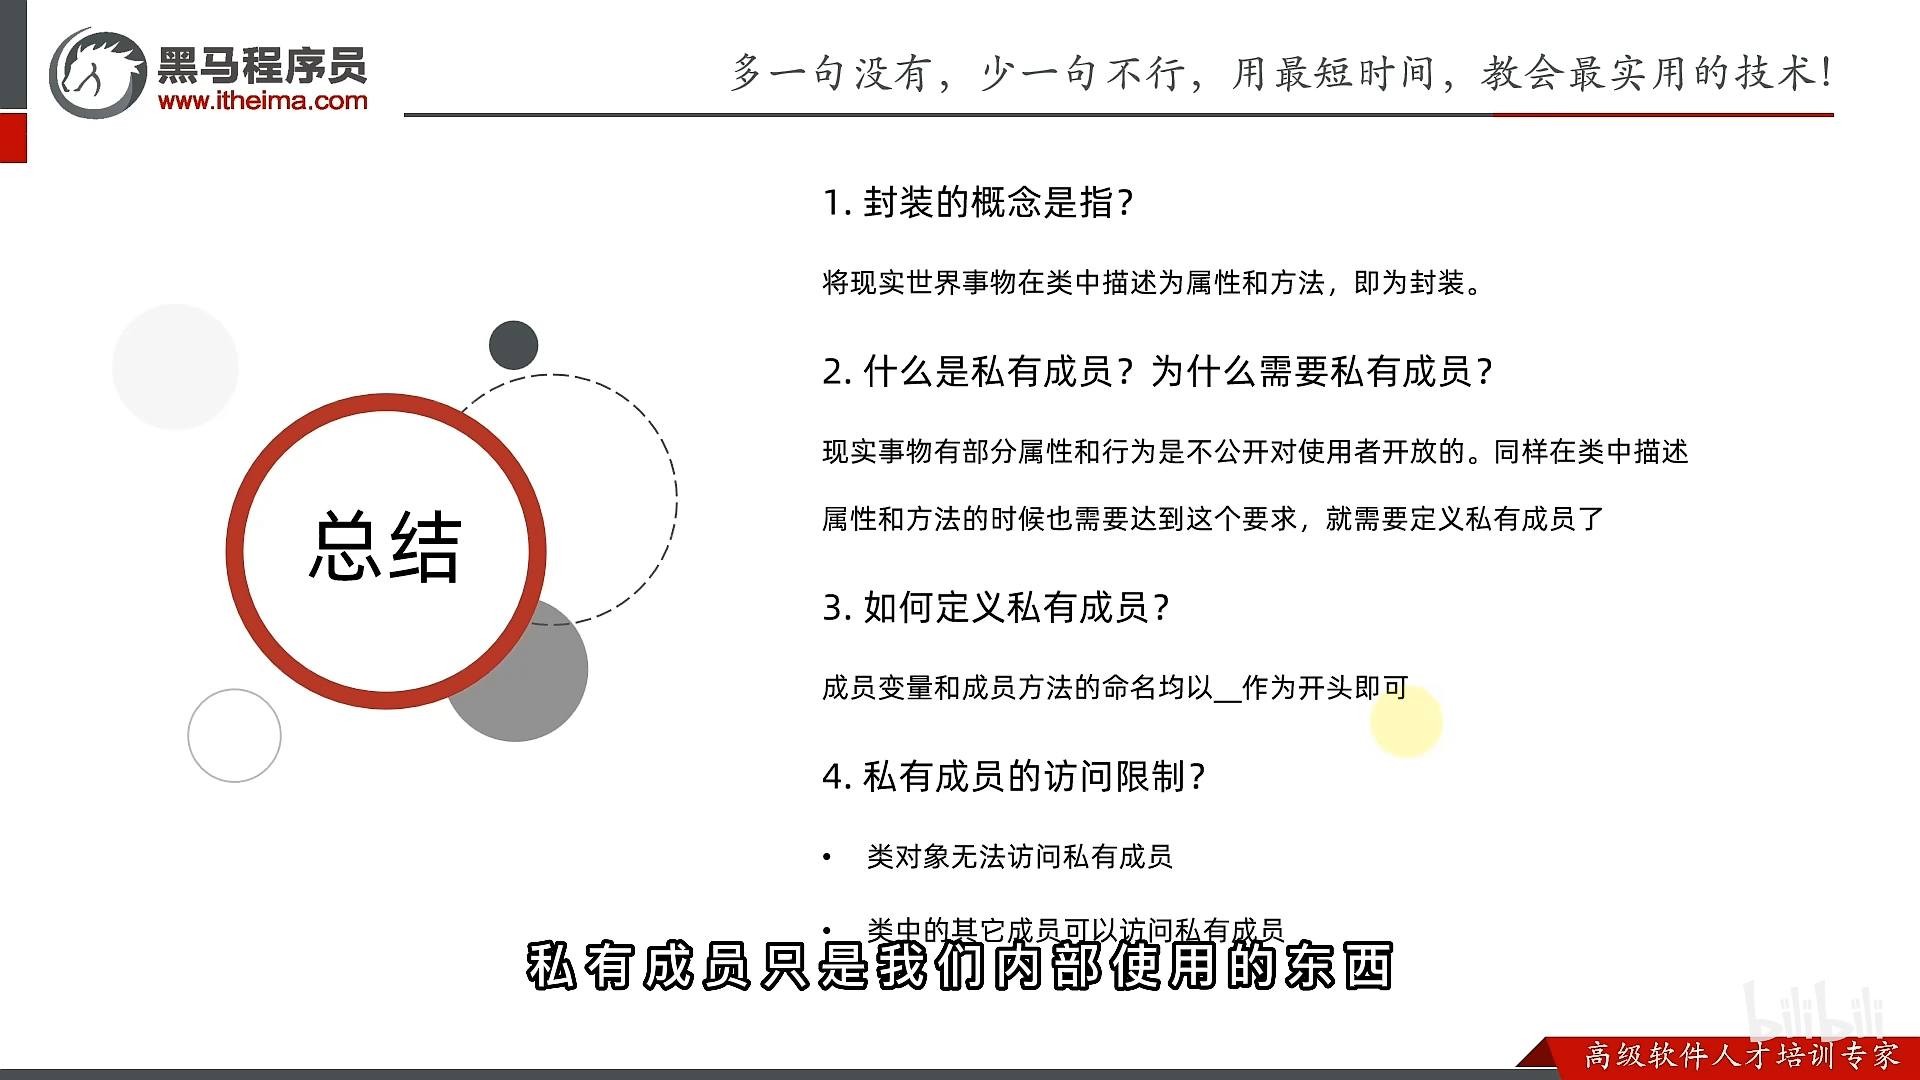 黑马程序员
www.itheima.com
多一句没有，少一句不行，用最短时间，教会最实用的技术！
总结
1. 封装的概念是指？
将现实世界事物在类中描述为属性和方法，即为封装。
2. 什么是私有成员？为什么需要私有成员？
现实事物有部分属性和行为是不公开对使用者开放的。同样在类中描述
属性和方法的时候也需要达到这个要求，就需要定义私有成员了
3. 如何定义私有成员？
成员变量和成员方法的命名均以__作为开头即可
4. 私有成员的访问限制？
• 类对象无法访问私有成员
• 类中的其它成员可以访问私有成员
私有成员只是我们内部使用的东西
bilibili
高级软件人才培训专家